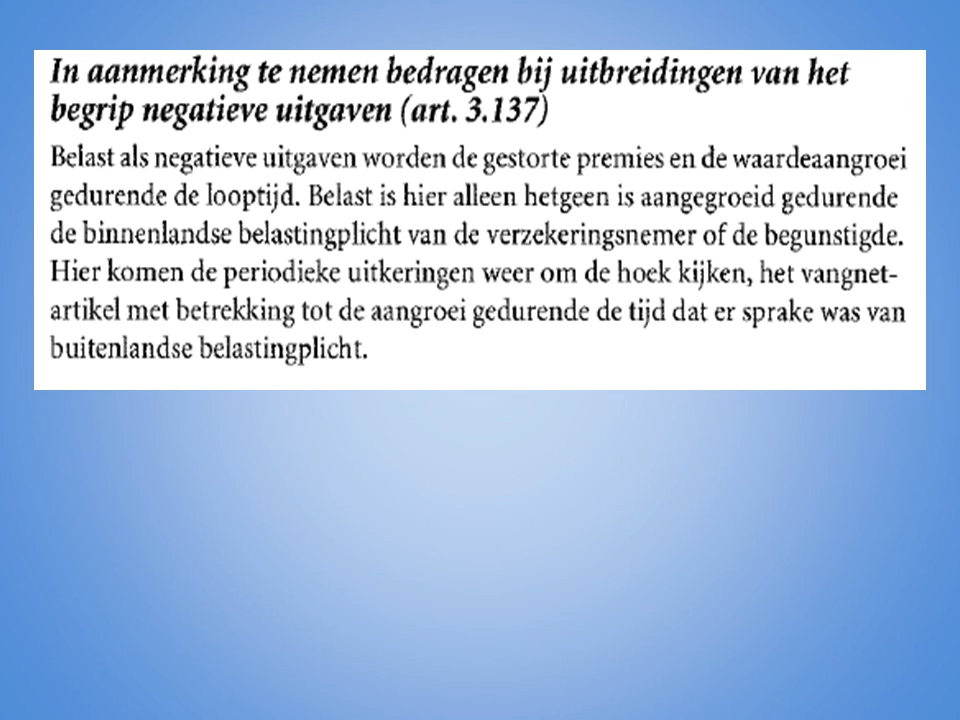 In aanmerking te nemen bedragen bij uitbreidingen van het
begrip negatieve uitgaven (art. 3.137)
Belast als negatieve uitgaven worden de gestorte premies en de waardeaangroei
gedurende de looptijd. Belast is hier alleen hetgeen is aangegroeid gedurende
de binnenlandse belastingplicht van de verzekeringsnemer of de begunstigde.
Hier komen de periodieke uitkeringen weer om de hoek kijken, het vangnet-
artikel met betrekking tot de aangroei gedurende de tijd dat er sprake was van
buitenlandse belastingplicht.